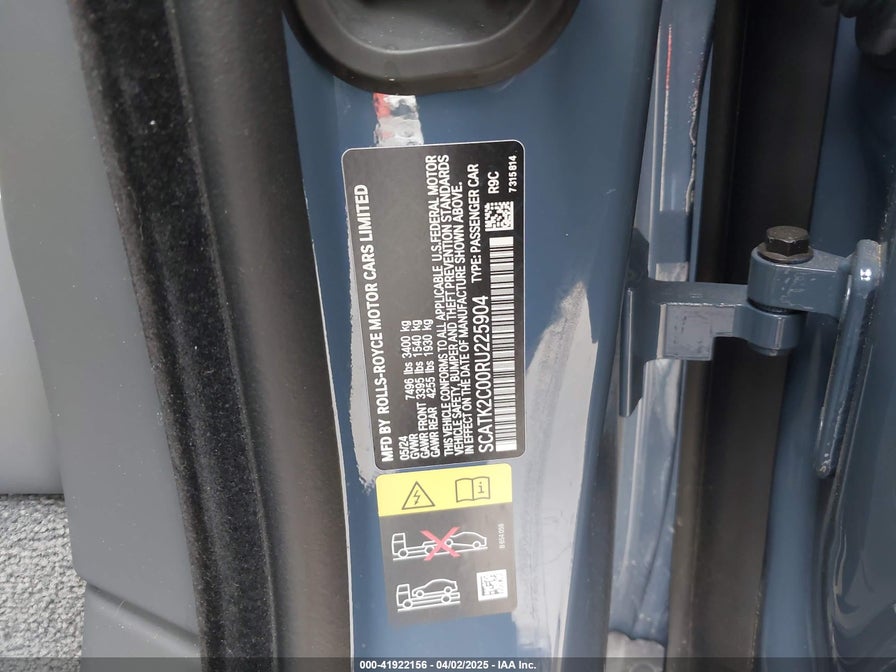 MFD BY ROLLS-ROYCE MOTOR CARS LIMITED
05/24
GVWR 7496 lbs 3400 kg
GAWR FRONT 3395 lbs 1540 kg
GAWR REAR 4255 lbs 1930 kg
THIS VEHICLE CONFORMS TO ALL APPLICABLE U.S. FEDERAL MOTOR
VEHICLE SAFETY, BUMPER AND THEFT PREVENTION STANDARDS
IN EFFECT ON THE DATE OF MANUFACTURE SHOWN ABOVE.
SCATK2C00RU225904 TYPE: PASSENGER CAR
R9C
7 315 814
000-41922156 - 04/02/2025 - IAA Inc.